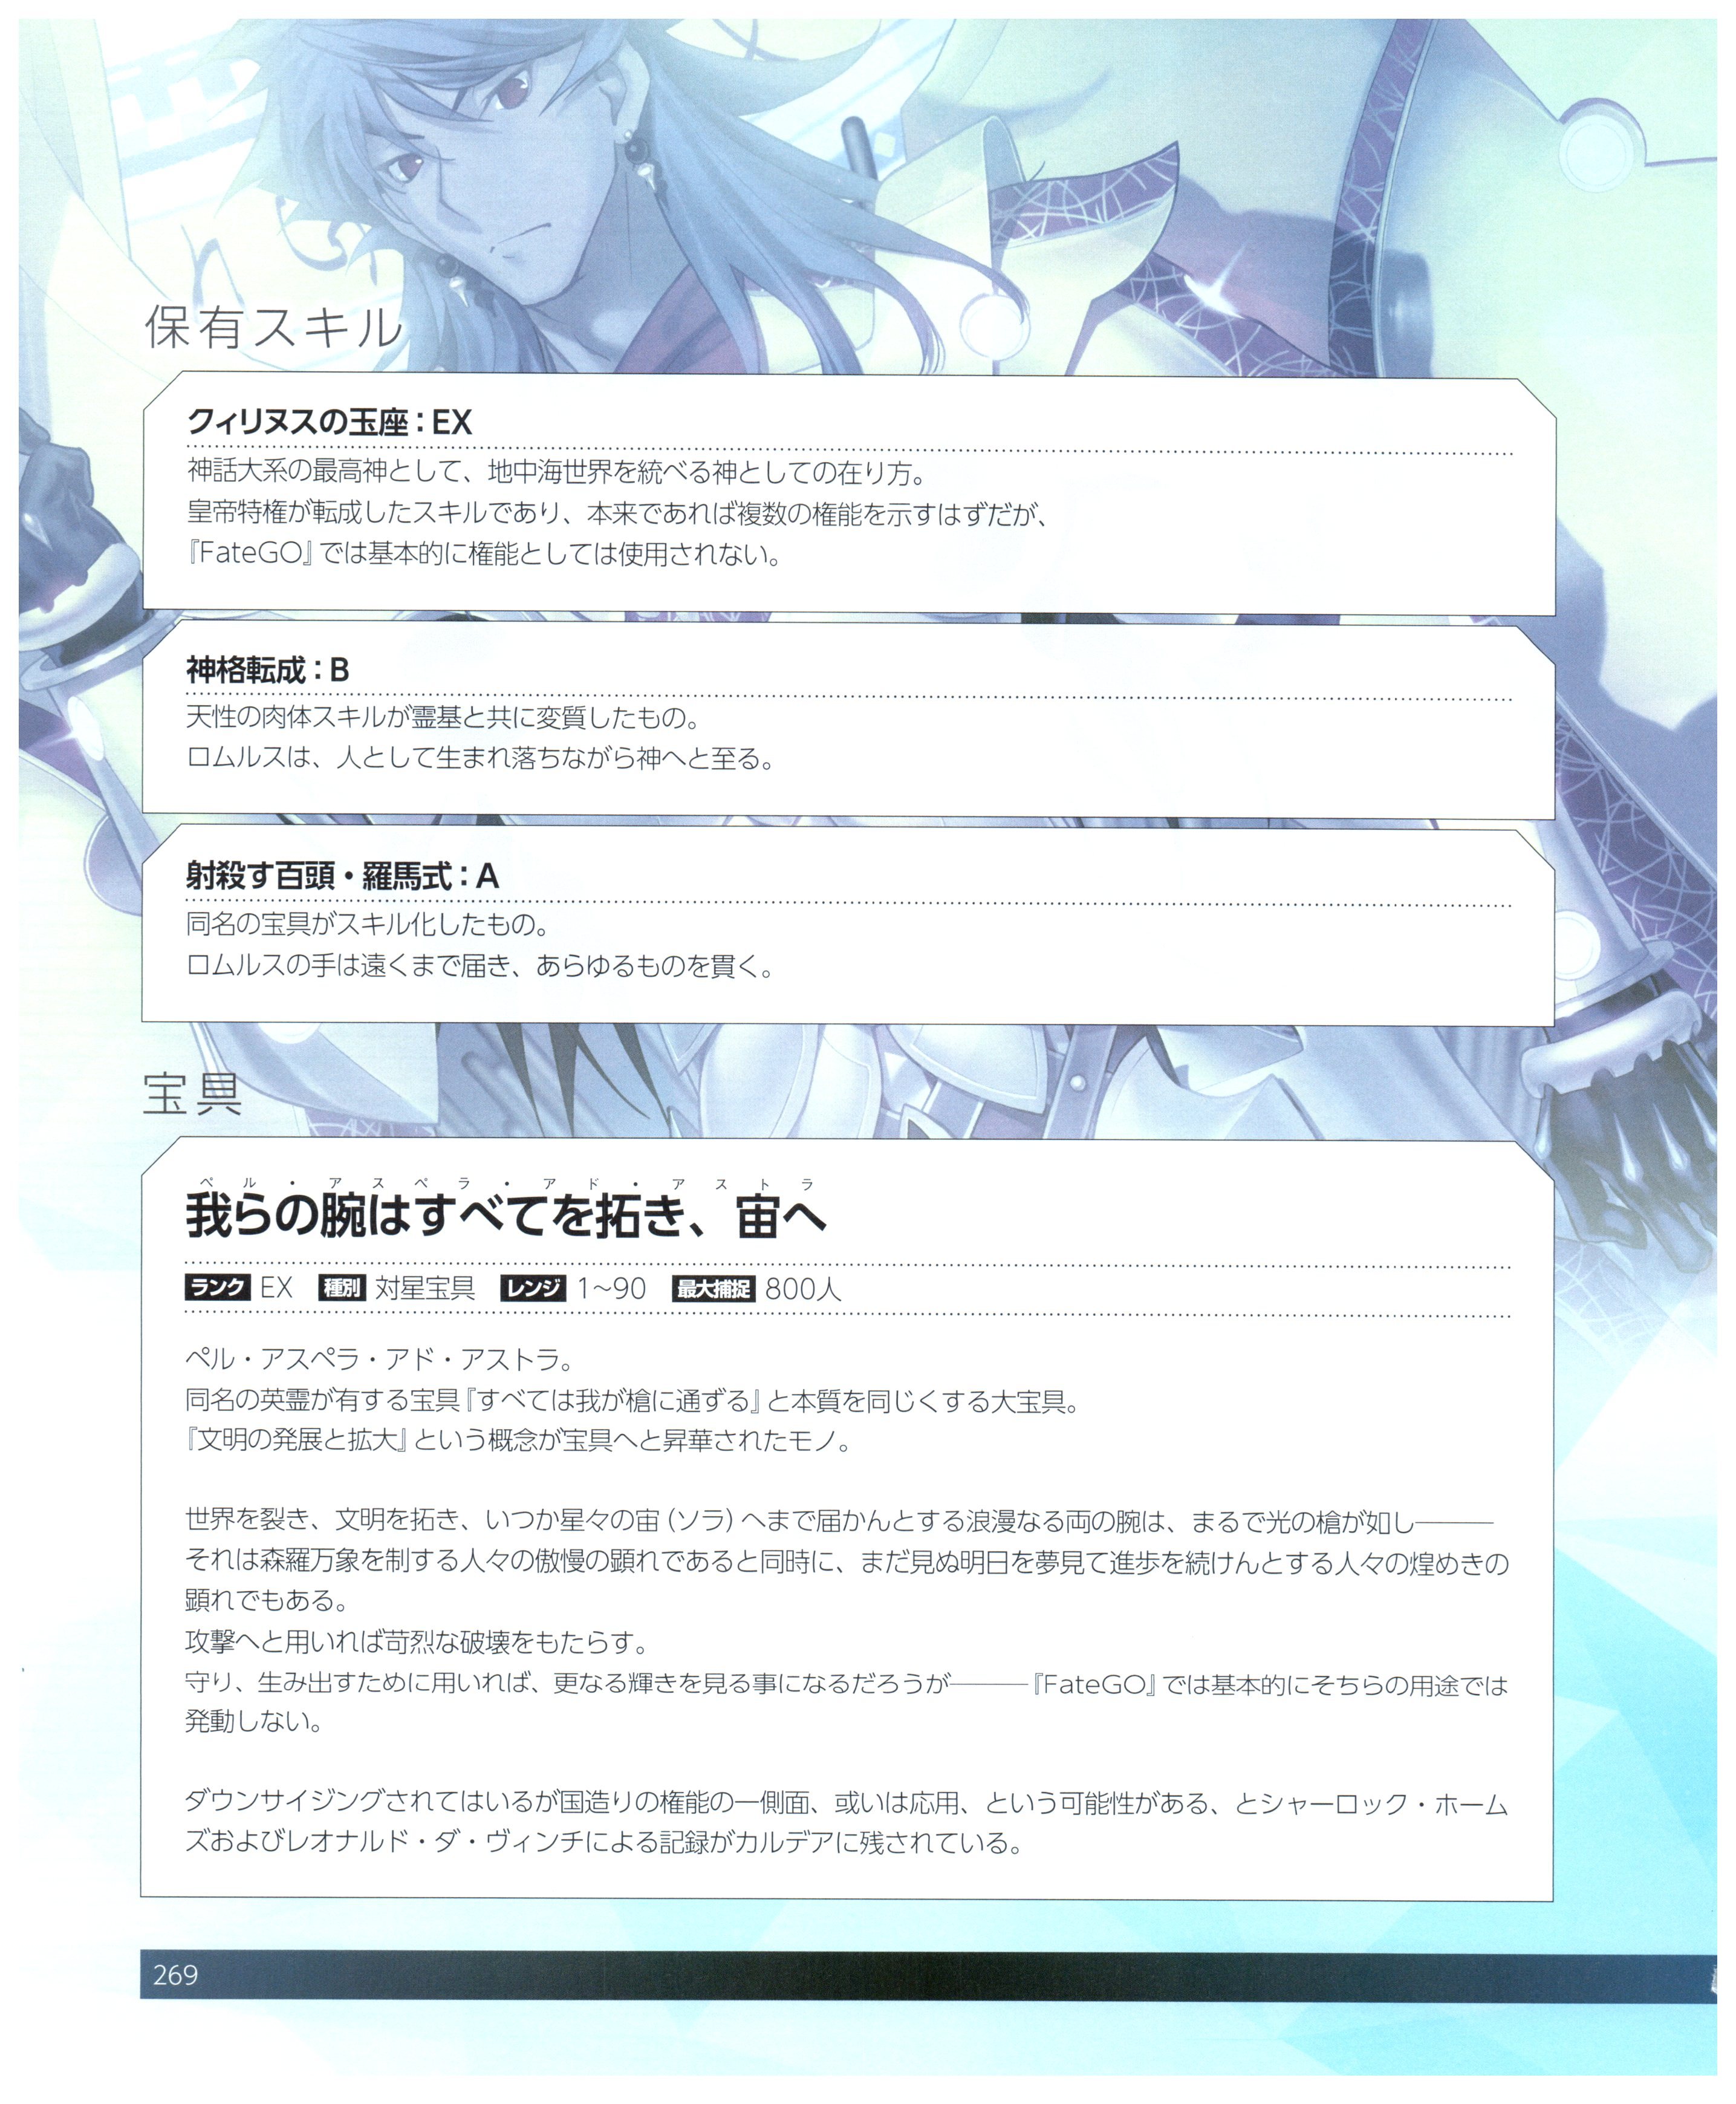 保有スキル
クィリヌスの玉座：EX
神話大系の最高神として、地中海世界を統べる神としての在り方。
皇帝特権が転成したスキルであり、本来であれば複数の権能を示すはずだが、
『FateGO』では基本的に権能としては使用されない。
神格転成：B
天性の肉体スキルが霊基と共に変質したもの。
ロムルスは、人として生まれ落ちながら神へと至る。
射殺す百頭・羅馬式：A
同名の宝具がスキル化したもの。
ロムルスの手は遠くまで届き、あらゆるものを貫く。
宝具
ペル・アスペラ・アド・アストラ
我らの腕はすべてを拓き、宙へ
ランク EX 種別 対星宝具 レンジ 1~90 最大捕捉 800人
ペル・アスペラ・アド・アストラ。
同名の英霊が有する宝具『すべては我が槍に通ずる』と本質を同じくする大宝具。
『文明の発展と拡大』という概念が宝具へと昇華されたモノ。
世界を裂き、文明を拓き、いつか星々の宙（ソラ）へまで届かんとする浪漫なる両の腕は、まるで光の槍が如し―――
それは森羅万象を制する人々の傲慢の顕れであると同時に、まだ見ぬ明日を夢見て進歩を続けんとする人々の煌めきの
顕れでもある。
攻撃へと用いれば苛烈な破壊をもたらす。
守り、生み出すために用いれば、更なる輝きを見る事になるだろうが―――『FateGO』では基本的にそちらの用途では
発動しない。
ダウンサイジングされてはいるが国造りの権能の一側面、或いは応用、という可能性がある、とシャーロック・ホーム
ズおよびレオナルド・ダ・ヴィンチによる記録がカルデアに残されている。
269